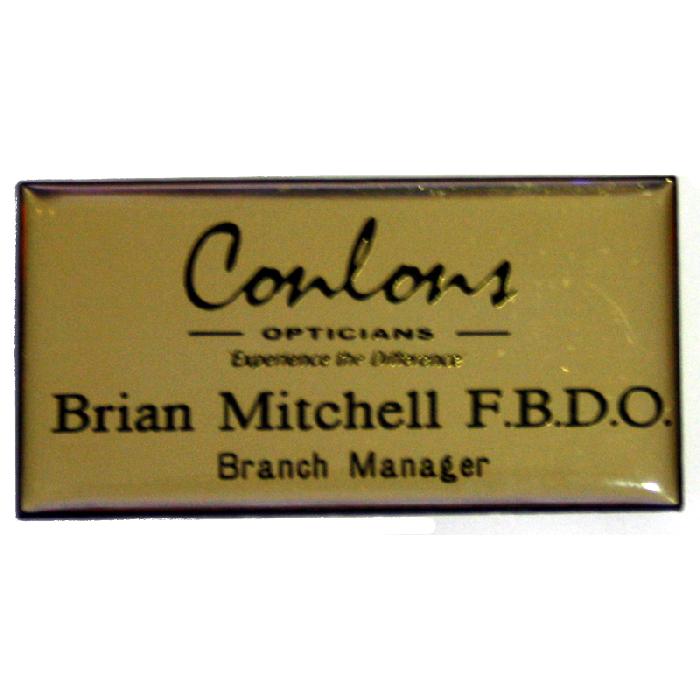 Conlons
OPTICIANS
Experience the Difference
Brian Mitchell F.B.D.O.
Branch Manager